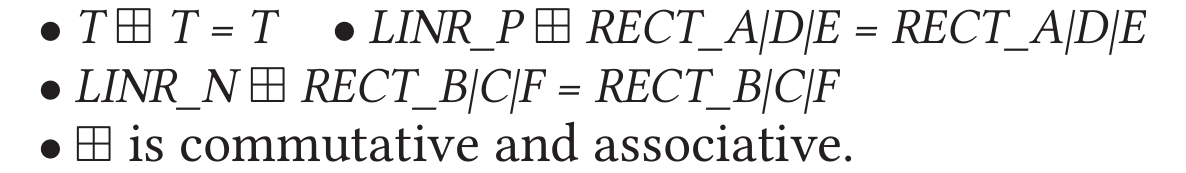 • T ⊞ T = T • LINR_P ⊞ RECT_A|D|E = RECT_A|D|E
• LINR_N ⊞ RECT_B|C|F = RECT_B|C|F
• ⊞ is commutative and associative.